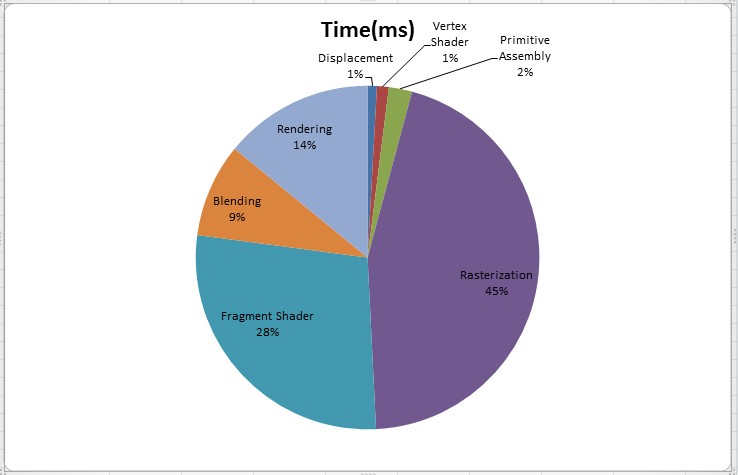 Time(ms)
Displacement
1%
Vertex
Shader
1%
Primitive
Assembly
2%
Rasterization
45%
Fragment Shader
28%
Blending
9%
Rendering
14%